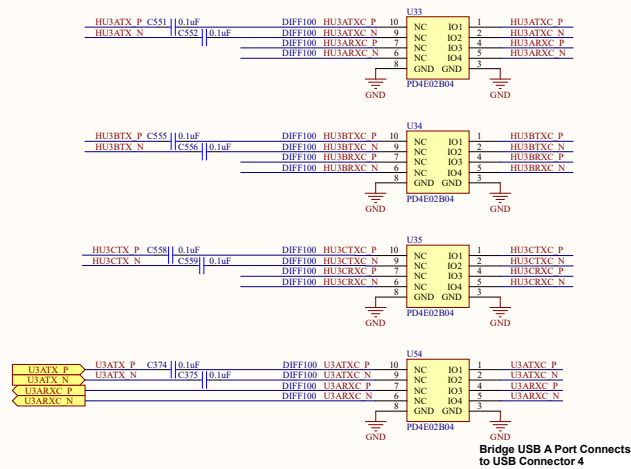 U33
HU3ATX_P C551 0.1uF DIFF100 HU3ATXC_P 10 NC IO1 1 HU3ATXC_P
HU3ATX_N C552 0.1uF DIFF100 HU3ATXC_N 9 NC IO2 2 HU3ATXC_N
DIFF100 HU3ARXC_P 7 NC IO3 4 HU3ARXC_P
DIFF100 HU3ARXC_N 6 NC IO4 5 HU3ARXC_N
8 GND GND 3
PD4E02B04
GND GND
U34
HU3BTX_P C555 0.1uF DIFF100 HU3BTXC_P 10 NC IO1 1 HU3BTXC_P
HU3BTX_N C556 0.1uF DIFF100 HU3BTXC_N 9 NC IO2 2 HU3BTXC_N
DIFF100 HU3BRXC_P 7 NC IO3 4 HU3BRXC_P
DIFF100 HU3BRXC_N 6 NC IO4 5 HU3BRXC_N
8 GND GND 3
PD4E02B04
GND GND
U35
HU3CTX_P C558 0.1uF DIFF100 HU3CTXC_P 10 NC IO1 1 HU3CTXC_P
HU3CTX_N C559 0.1uF DIFF100 HU3CTXC_N 9 NC IO2 2 HU3CTXC_N
DIFF100 HU3CRXC_P 7 NC IO3 4 HU3CRXC_P
DIFF100 HU3CRXC_N 6 NC IO4 5 HU3CRXC_N
8 GND GND 3
PD4E02B04
GND GND
U54
U3ATX_P U3ATX_P C374 0.1uF DIFF100 U3ATXC_P 10 NC IO1 1 U3ATXC_P
U3ATX_N U3ATX_N C375 0.1uF DIFF100 U3ATXC_N 9 NC IO2 2 U3ATXC_N
U3ARXC_P DIFF100 U3ARXC_P 7 NC IO3 4 U3ARXC_P
U3ARXC_N DIFF100 U3ARXC_N 6 NC IO4 5 U3ARXC_N
8 GND GND 3
PD4E02B04
GND GND
Bridge USB A Port Connects
to USB Connector 4